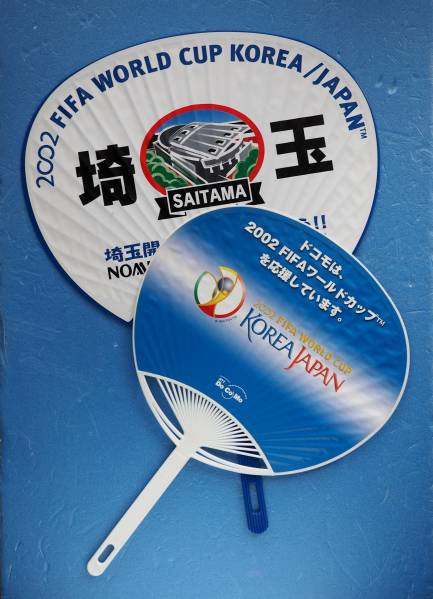 2002 FIFA WORLD CUP KOREA/JAPAN™
埼玉
SAITAMA
埼玉開
!!
ドコモは、
2002 FIFAワールドカップ™
を応援しています。
2002 FIFA WORLD CUP
KOREA JAPAN
DoCoMo